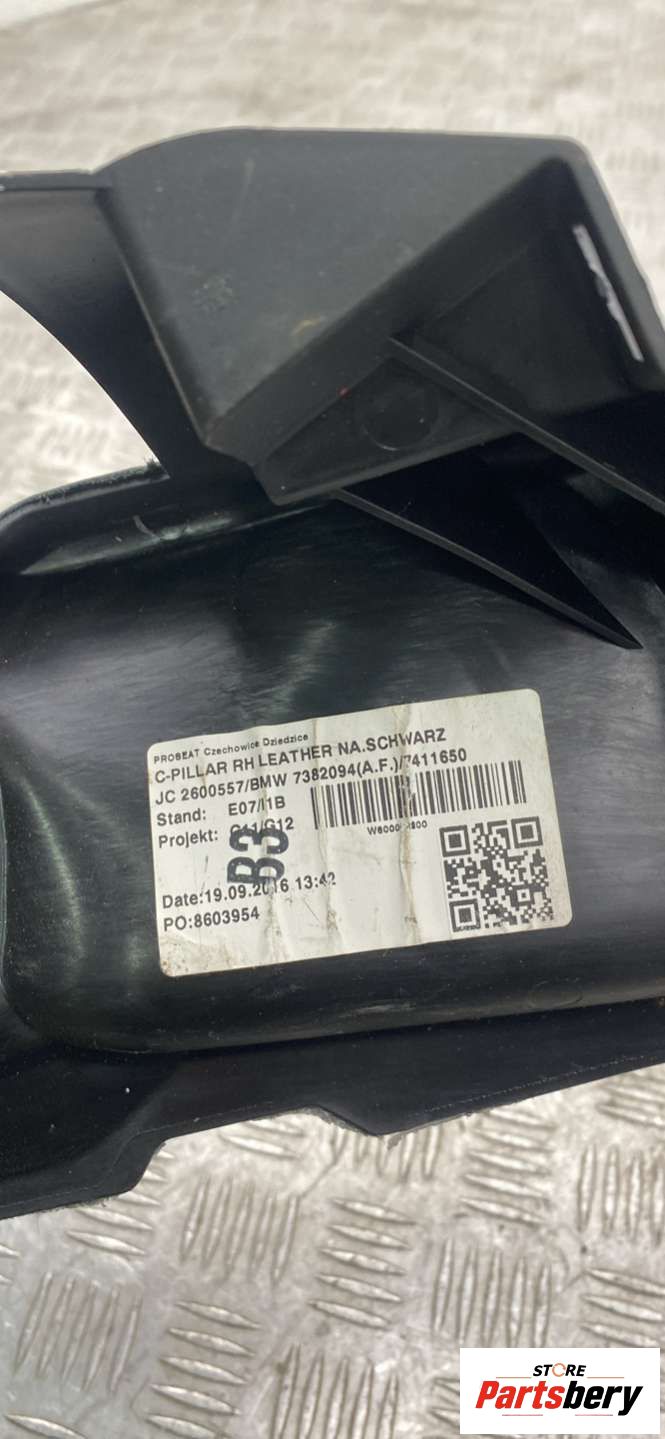 PROSEAT Czechowice Dziedzice
C-PILLAR RH LEATHER NA.SCHWARZ
JC 2600557/BMW 7382094(A.F.)/7411650
Stand: E07/I1B
Projekt: G12
B3
Date:19.09.2016 13:42
PO:8603954
STORE
Partsbery